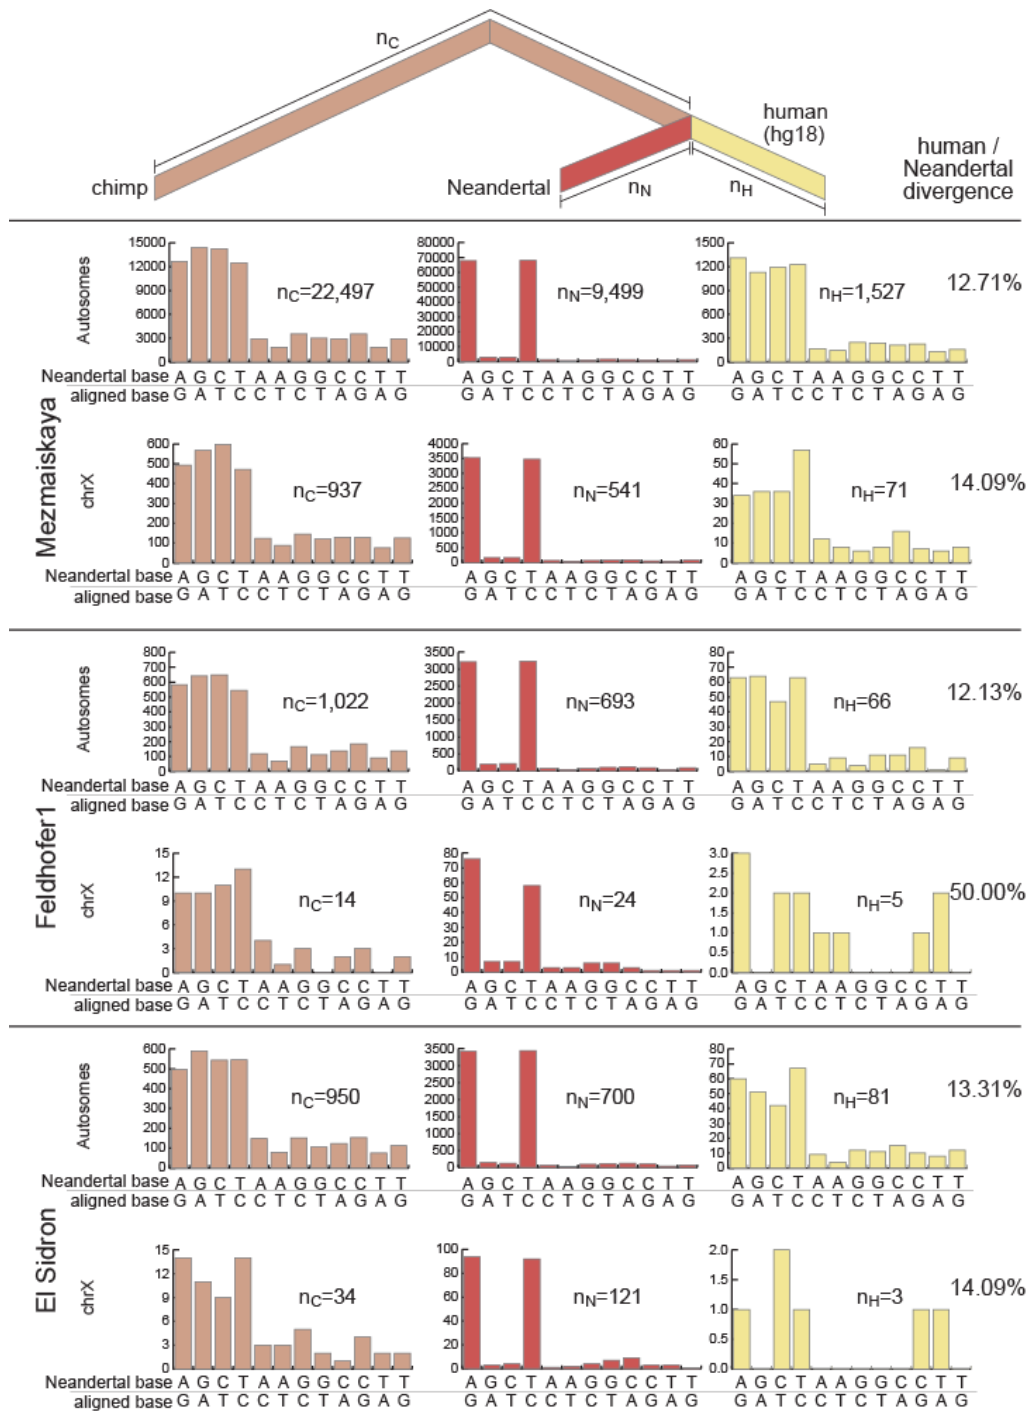 nC
human
(hg18)
human /
Neandertal
divergence
chimp
Neandertal
nN
nH
Mezmaiskaya
Autosomes
15000
12000
9000
6000
3000
0
nC=22,497
80000
70000
60000
50000
40000
30000
20000
10000
0
nN=9,499
1500
1200
900
600
300
0
nH=1,527
12.71%
Neandertal base A G C T A A G G C C T T A G C T A A G G C C T T A G C T A A G G C C T T
aligned base G A T C C T C T A G A G G A T C C T C T A G A G G A T C C T C T A G A G
chrX
600
500
400
300
200
100
0
nC=937
4000
3500
3000
2500
2000
1500
1000
500
0
nN=541
60
50
40
30
20
10
0
nH=71
14.09%
Neandertal base A G C T A A G G C C T T A G C T A A G G C C T T A G C T A A G G C C T T
aligned base G A T C C T C T A G A G G A T C C T C T A G A G G A T C C T C T A G A G
Feldhofer1
Autosomes
800
700
600
500
400
300
200
100
0
nC=1,022
3500
3000
2500
2000
1500
1000
500
0
nN=693
80
70
60
50
40
30
20
10
0
nH=66
12.13%
Neandertal base A G C T A A G G C C T T A G C T A A G G C C T T A G C T A A G G C C T T
aligned base G A T C C T C T A G A G G A T C C T C T A G A G G A T C C T C T A G A G
chrX
15
12
9
6
3
0
nC=14
80
70
60
50
40
30
20
10
0
nN=24
3.0
2.5
2.0
1.5
1.0
0.5
0.0
nH=5
50.00%
Neandertal base A G C T A A G G C C T T A G C T A A G G C C T T A G C T A A G G C C T T
aligned base G A T C C T C T A G A G G A T C C T C T A G A G G A T C C T C T A G A G
El Sidron
Autosomes
600
500
400
300
200
100
0
nC=950
3500
3000
2500
2000
1500
1000
500
0
nN=700
80
70
60
50
40
30
20
10
0
nH=81
13.31%
Neandertal base A G C T A A G G C C T T A G C T A A G G C C T T A G C T A A G G C C T T
aligned base G A T C C T C T A G A G G A T C C T C T A G A G G A T C C T C T A G A G
chrX
15
12
9
6
3
0
nC=34
100
80
60
40
20
0
nN=121
2.0
1.5
1.0
0.5
0.0
nH=3
14.09%
Neandertal base A G C T A A G G C C T T A G C T A A G G C C T T A G C T A A G G C C T T
aligned base G A T C C T C T A G A G G A T C C T C T A G A G G A T C C T C T A G A G